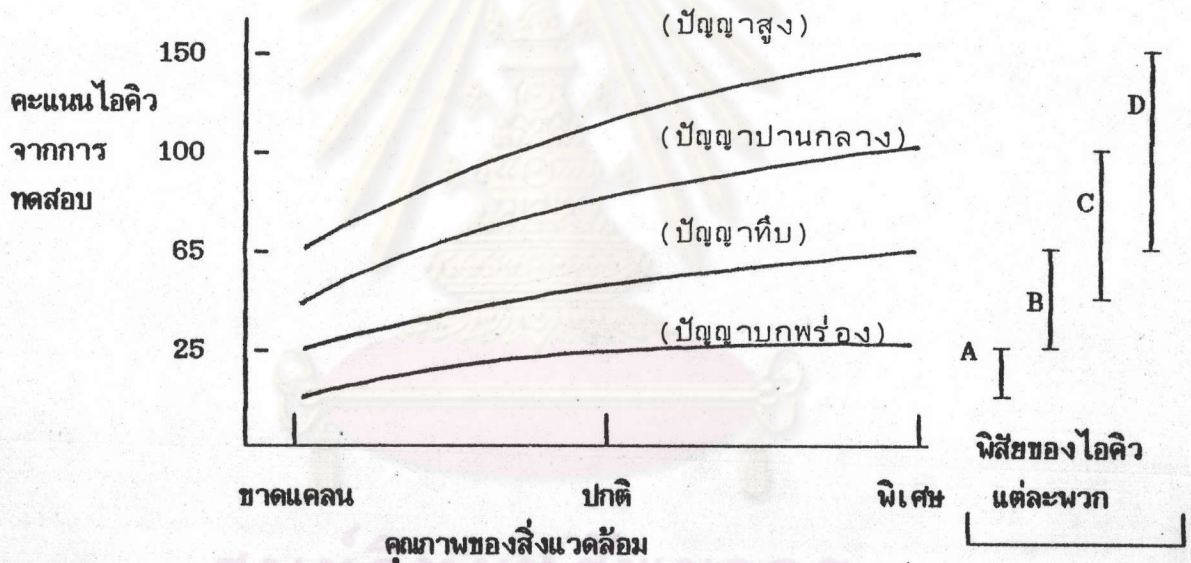 (ปัญญาสูง)
150
D
คะแนนไอคิว
จากการ
ทดสอบ
(ปัญญาปานกลาง)
100
C
(ปัญญาทึบ)
65
B
(ปัญญาบกพร่อง)
25
A
พิสัยของไอคิว
แต่ละพวก
ขาดแคลน
ปกติ
พิเศษ
คุณภาพของสิ่งแวดล้อม